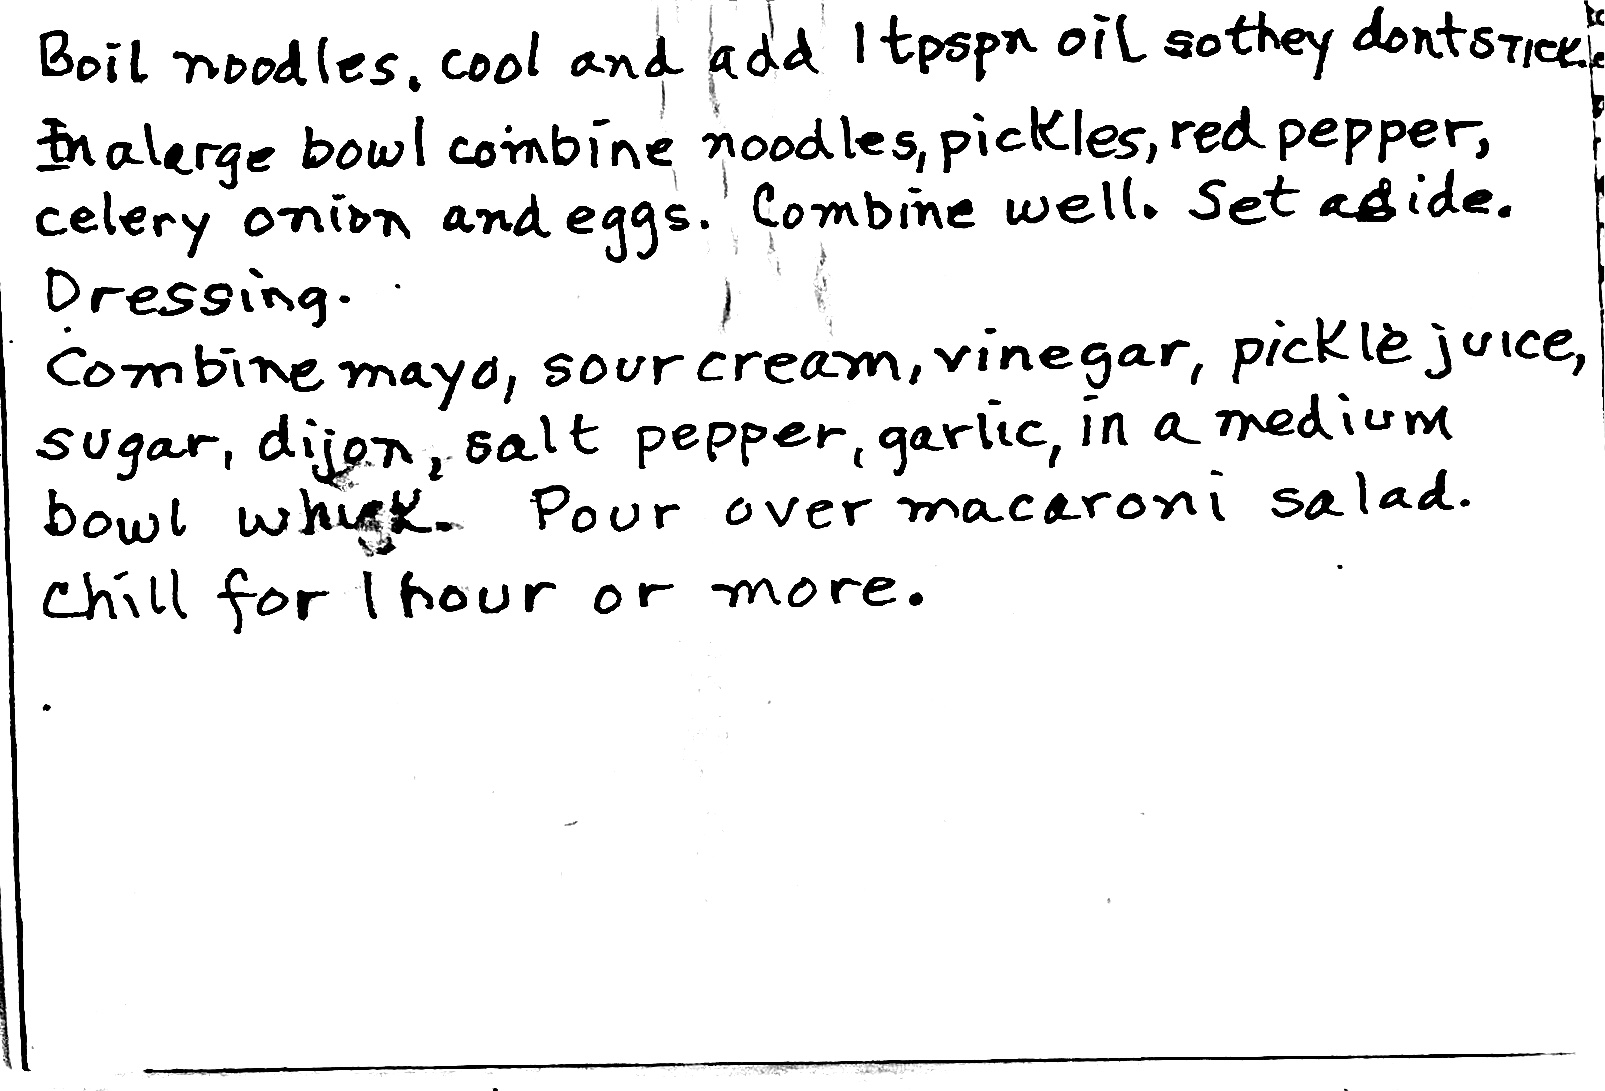 Boil noodles, cool and add 1 tpspn oil so they dont STICK.
In a large bowl combine noodles, pickles, red pepper,
celery onion and eggs. Combine well. Set aside.
Dressing.
Combine mayo, sour cream, vinegar, pickle juice,
sugar, dijon, salt pepper, garlic, in a medium
bowl whisk. Pour over macaroni salad.
Chill for 1 hour or more.